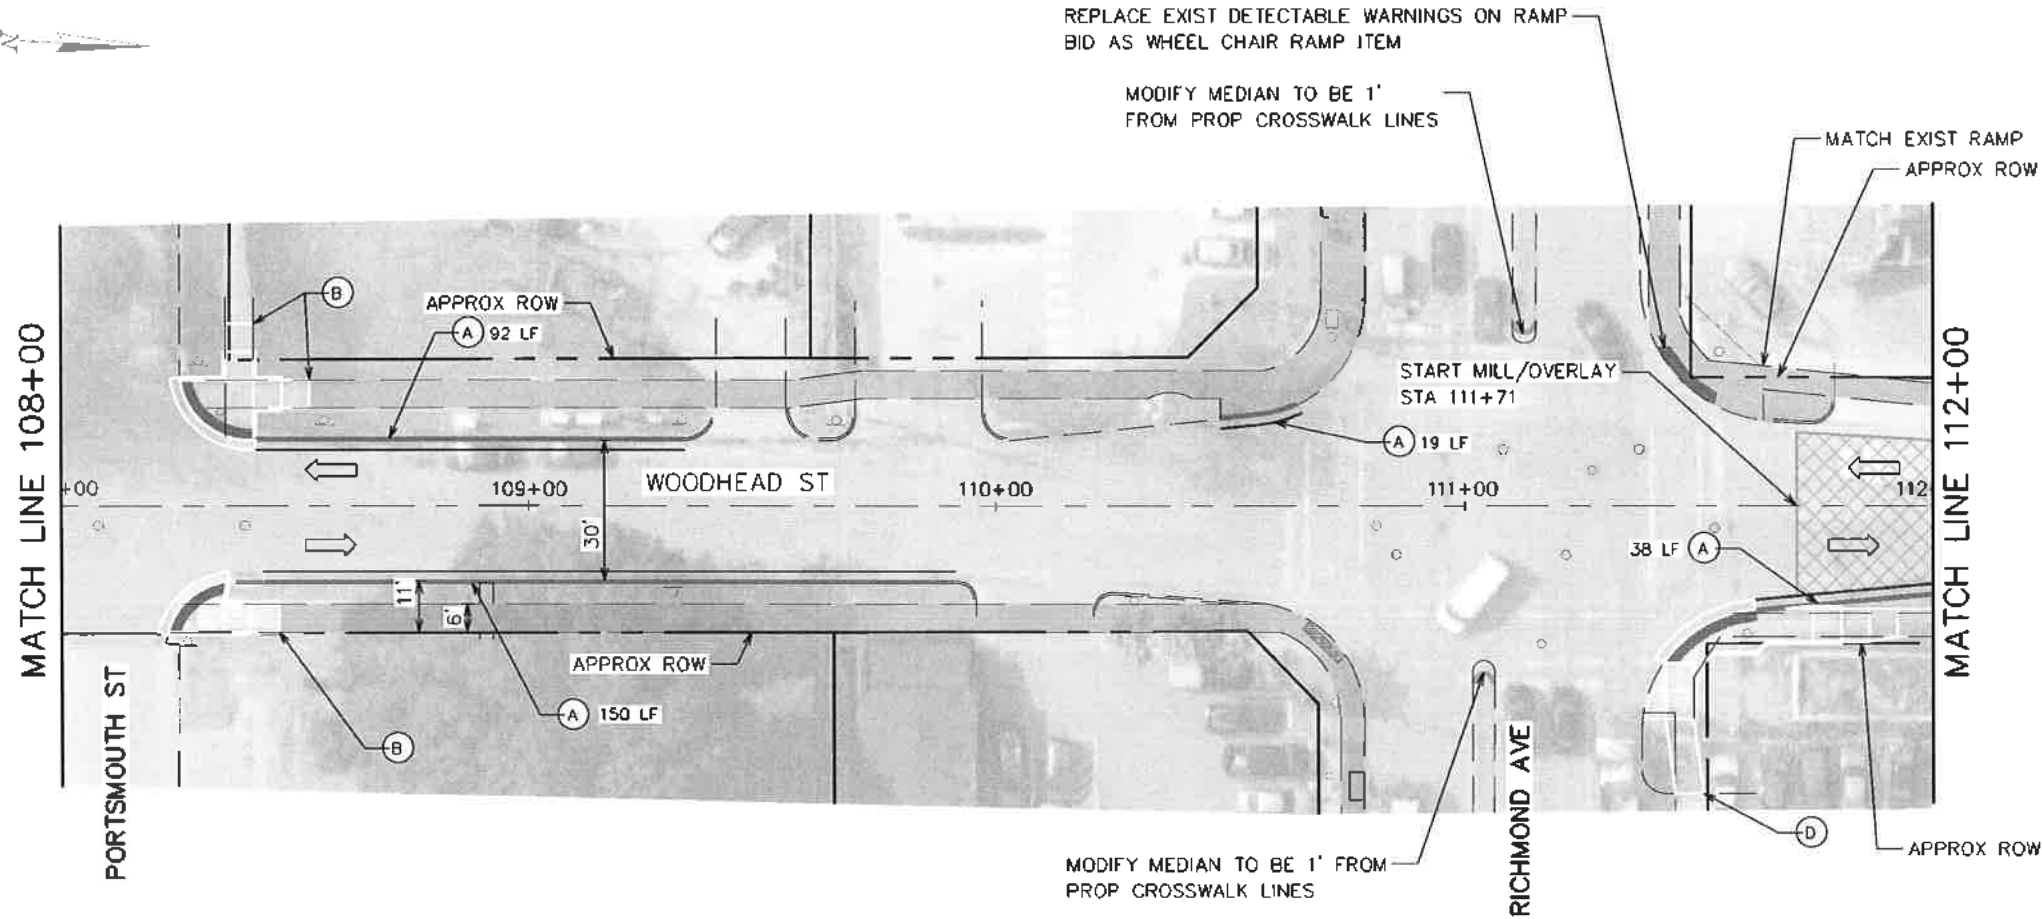 REPLACE EXIST DETECTABLE WARNINGS ON RAMP
BID AS WHEEL CHAIR RAMP ITEM
MODIFY MEDIAN TO BE 1'
FROM PROP CROSSWALK LINES
MATCH EXIST RAMP
APPROX ROW
MATCH LINE 108+00
B
APPROX ROW
A 92 LF
START MILL/OVERLAY
STA 111+71
A 19 LF
MATCH LINE 112+00
+00
109+00
WOODHEAD ST
110+00
111+00
112
30'
38 LF A
11'
6'
APPROX ROW
A 150 LF
B
PORTSMOUTH ST
RICHMOND AVE
D
APPROX ROW
MODIFY MEDIAN TO BE 1' FROM
PROP CROSSWALK LINES